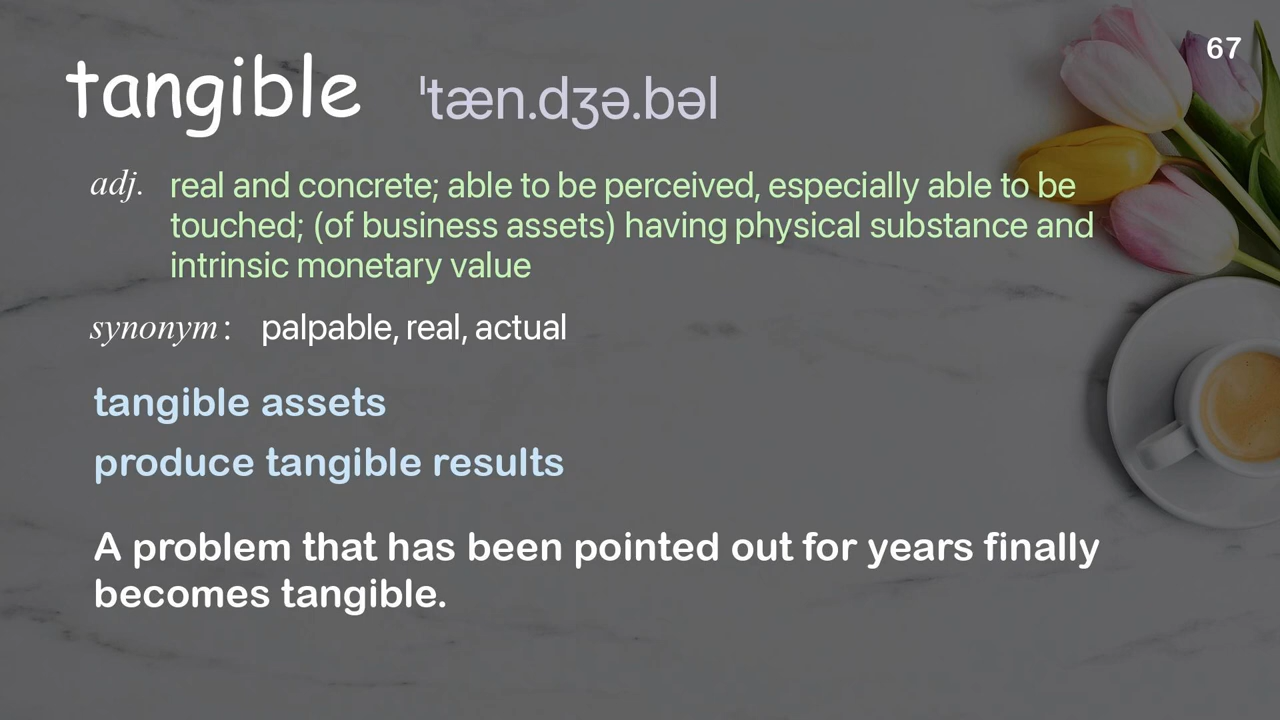 67
tangible ˈtæn.dʒə.bəl
adj. real and concrete; able to be perceived, especially able to be
touched; (of business assets) having physical substance and
intrinsic monetary value
synonym : palpable, real, actual
tangible assets
produce tangible results
A problem that has been pointed out for years finally
becomes tangible.